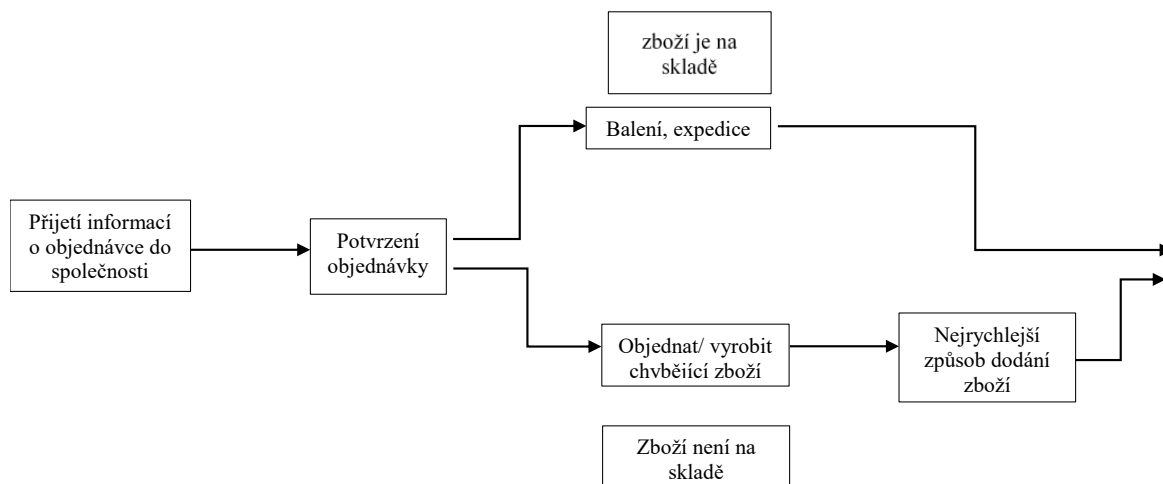 zboží je na
skladě
Balení, expedice
Přijetí informací
o objednávce do
společnosti
Potvrzení
objednávky
Objednat/ vyrobit
chybějící zboží
Nejrychlejší
způsob dodání
zboží
Zboží není na
skladě